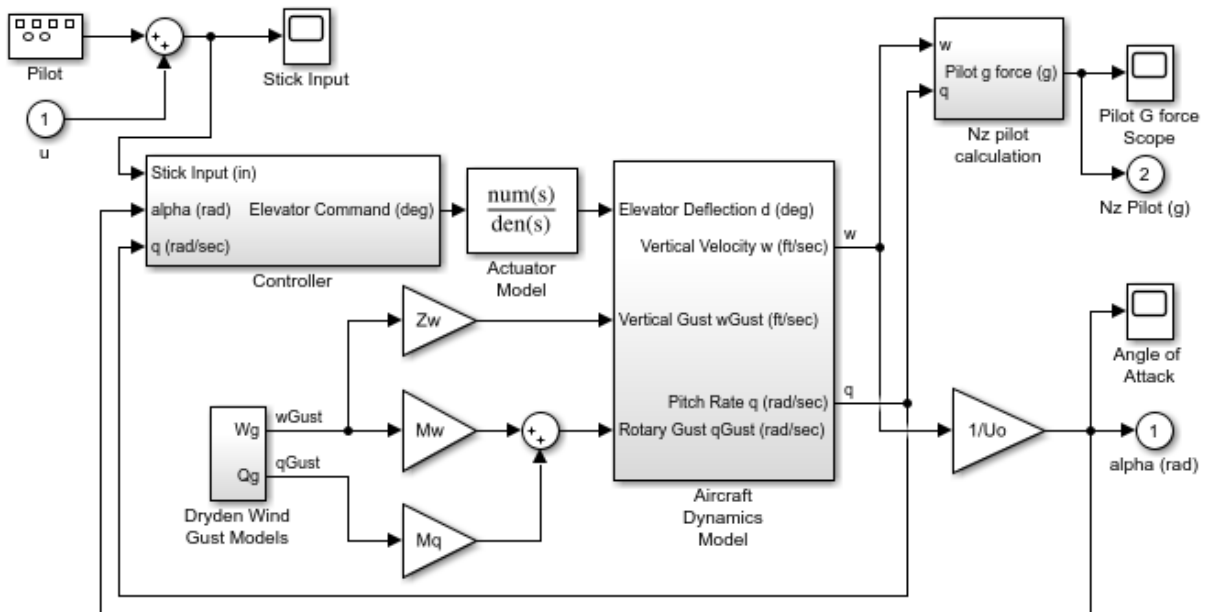 Pilot
+
+
Stick Input
1
u
w
Pilot g force (g)
q
Nz pilot
calculation
Pilot G force
Scope
2
Nz Pilot (g)
Stick Input (in)
alpha (rad)
Elevator Command (deg)
q (rad/sec)
Controller
num(s)
den(s)
Actuator
Model
Elevator Deflection d (deg)
Vertical Velocity w (ft/sec)
Vertical Gust wGust (ft/sec)
Pitch Rate q (rad/sec)
Rotary Gust qGust (rad/sec)
Aircraft
Dynamics
Model
w
q
Zw
Mw
Mq
+
+
Wg
Qg
wGust
qGust
Dryden Wind
Gust Models
1/Uo
Angle of
Attack
1
alpha (rad)